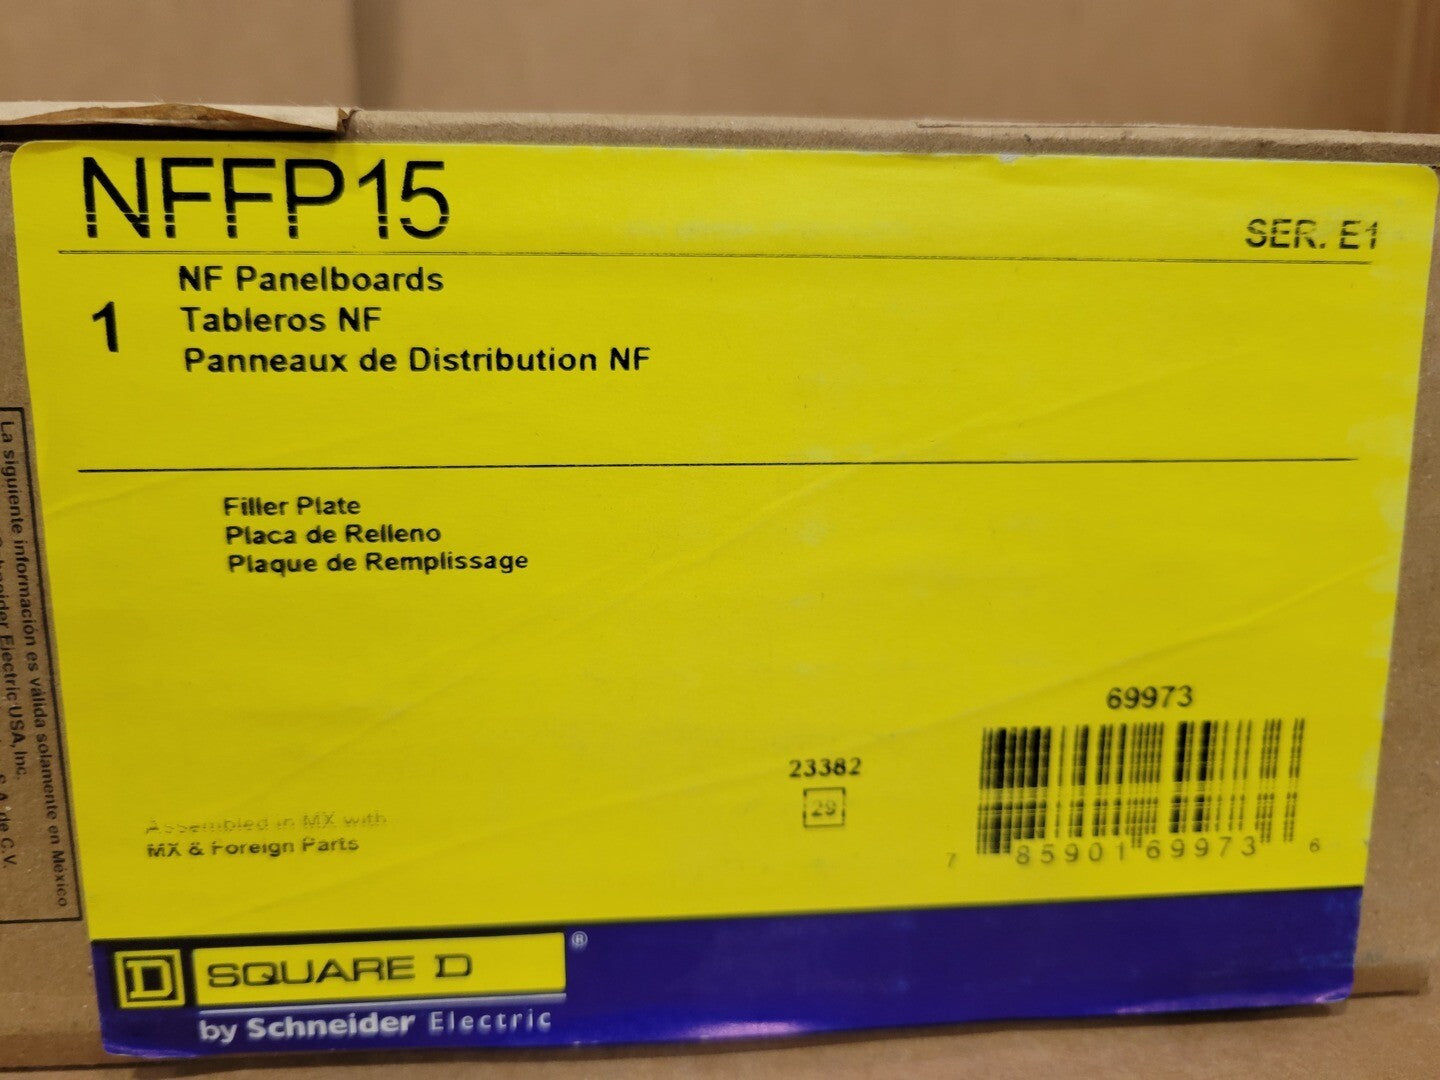 NFFP15
SER. E1
1
NF Panelboards
Tableros NF
Panneaux de Distribution NF
Filler Plate
Placa de Relleno
Plaque de Remplissage
69973
23382
29
7 85901 69973 6
Assembled in MX with
MX & Foreign Parts
D SQUARE D ®
by Schneider Electric
La siguiente información es válida solamente en México
Schneider Electric USA, Inc.
S.A. de C.V.